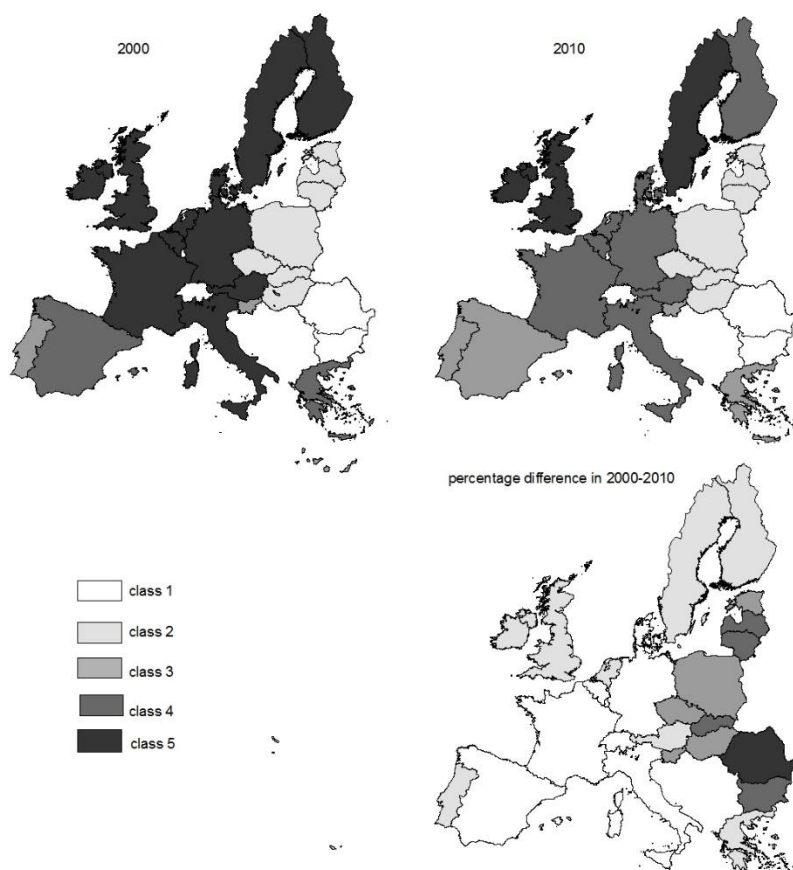 2000
2010
percentage difference in 2000-2010
class 1
class 2
class 3
class 4
class 5